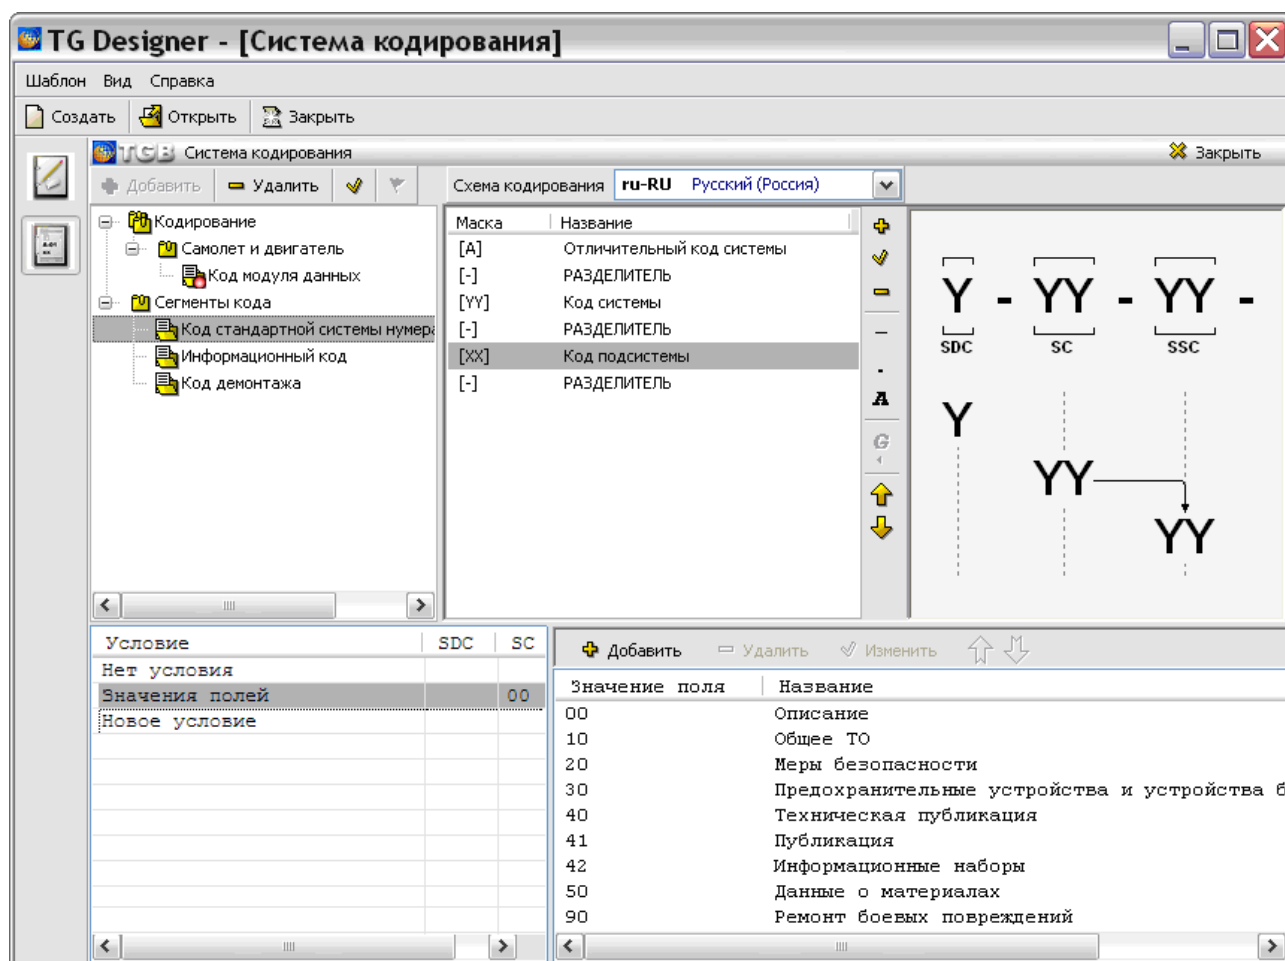 TG Designer - [Система кодирования]
Шаблон Вид Справка
Создать Открыть Закрыть
TGB Система кодирования Закрыть
Добавить Удалить Схема кодирования ru-RU Русский (Россия)
Кодирование
Самолет и двигатель
Код модуля данных
Сегменты кода
Код стандартной системы нумера
Информационный код
Код демонтажа
Маска Название
[A] Отличительный код системы
[-] РАЗДЕЛИТЕЛЬ
[YY] Код системы
[-] РАЗДЕЛИТЕЛЬ
[XX] Код подсистемы
[-] РАЗДЕЛИТЕЛЬ
A
G
Y - YY - YY -
SDC SC SSC
Y
YY
YY
Условие SDC SC
Нет условия
Значения полей 00
Новое условие
Добавить Удалить Изменить
Значение поля Название
00 Описание
10 Общее ТО
20 Меры безопасности
30 Предохранительные устройства и устройства б
40 Техническая публикация
41 Публикация
42 Информационные наборы
50 Данные о материалах
90 Ремонт боевых повреждений